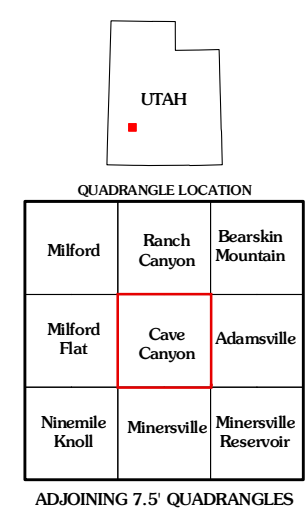 UTAH
QUADRANGLE LOCATION
Milford
Ranch
Canyon
Bearskin
Mountain
Milford
Flat
Cave
Canyon
Adamsville
Ninemile
Knoll
Minersville
Minersville
Reservoir
ADJOINING 7.5' QUADRANGLES